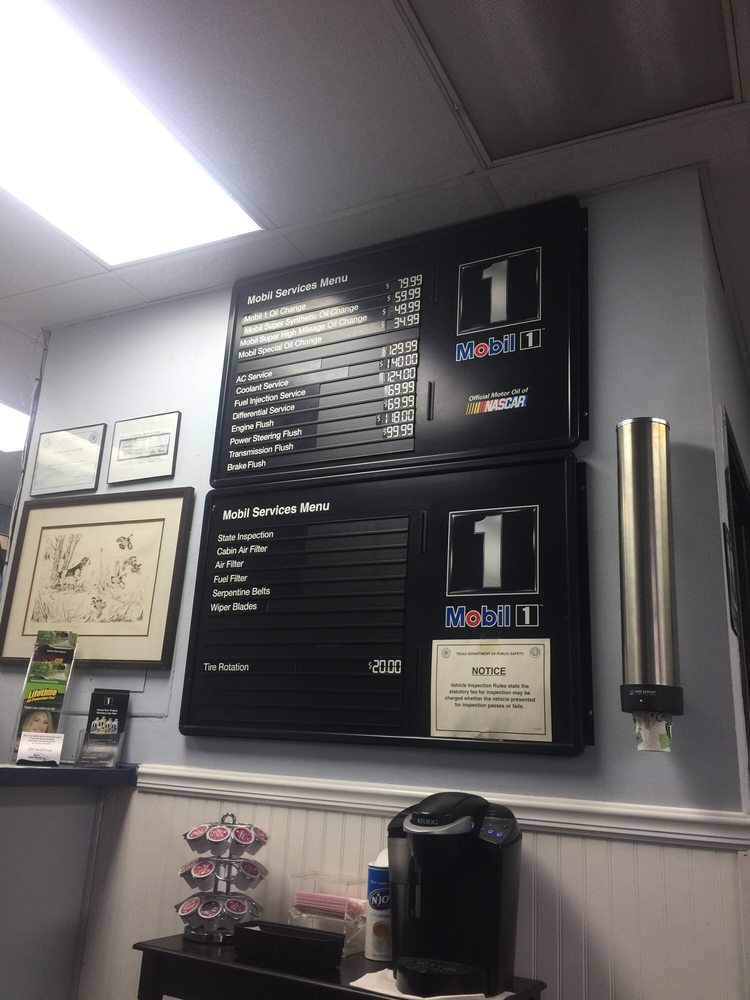 Mobil Services Menu
Mobil 1 Oil Change $ 79.99
Mobil Super Synthetic Oil Change $ 59.99
Mobil Super High Mileage Oil Change $ 49.99
Mobil Special Oil Change $ 34.99
AC Service $129.99
Coolant Service $140.00
Fuel Injection Service $124.00
Differential Service $69.99
Engine Flush $69.99
Power Steering Flush $118.00
Transmission Flush $99.99
Brake Flush
1
Mobil 1
Official Motor Oil of
NASCAR
Mobil Services Menu
State Inspection
Cabin Air Filter
Air Filter
Fuel Filter
Serpentine Belts
Wiper Blades
Tire Rotation $20.00
1
Mobil 1
TEXAS DEPARTMENT OF PUBLIC SAFETY
NOTICE
Vehicle Inspection Rules state the
statutory fee for inspection may be
charged whether the vehicle presented
for inspection passes or fails.
Lifetime
1
KEURIG
N'JOY